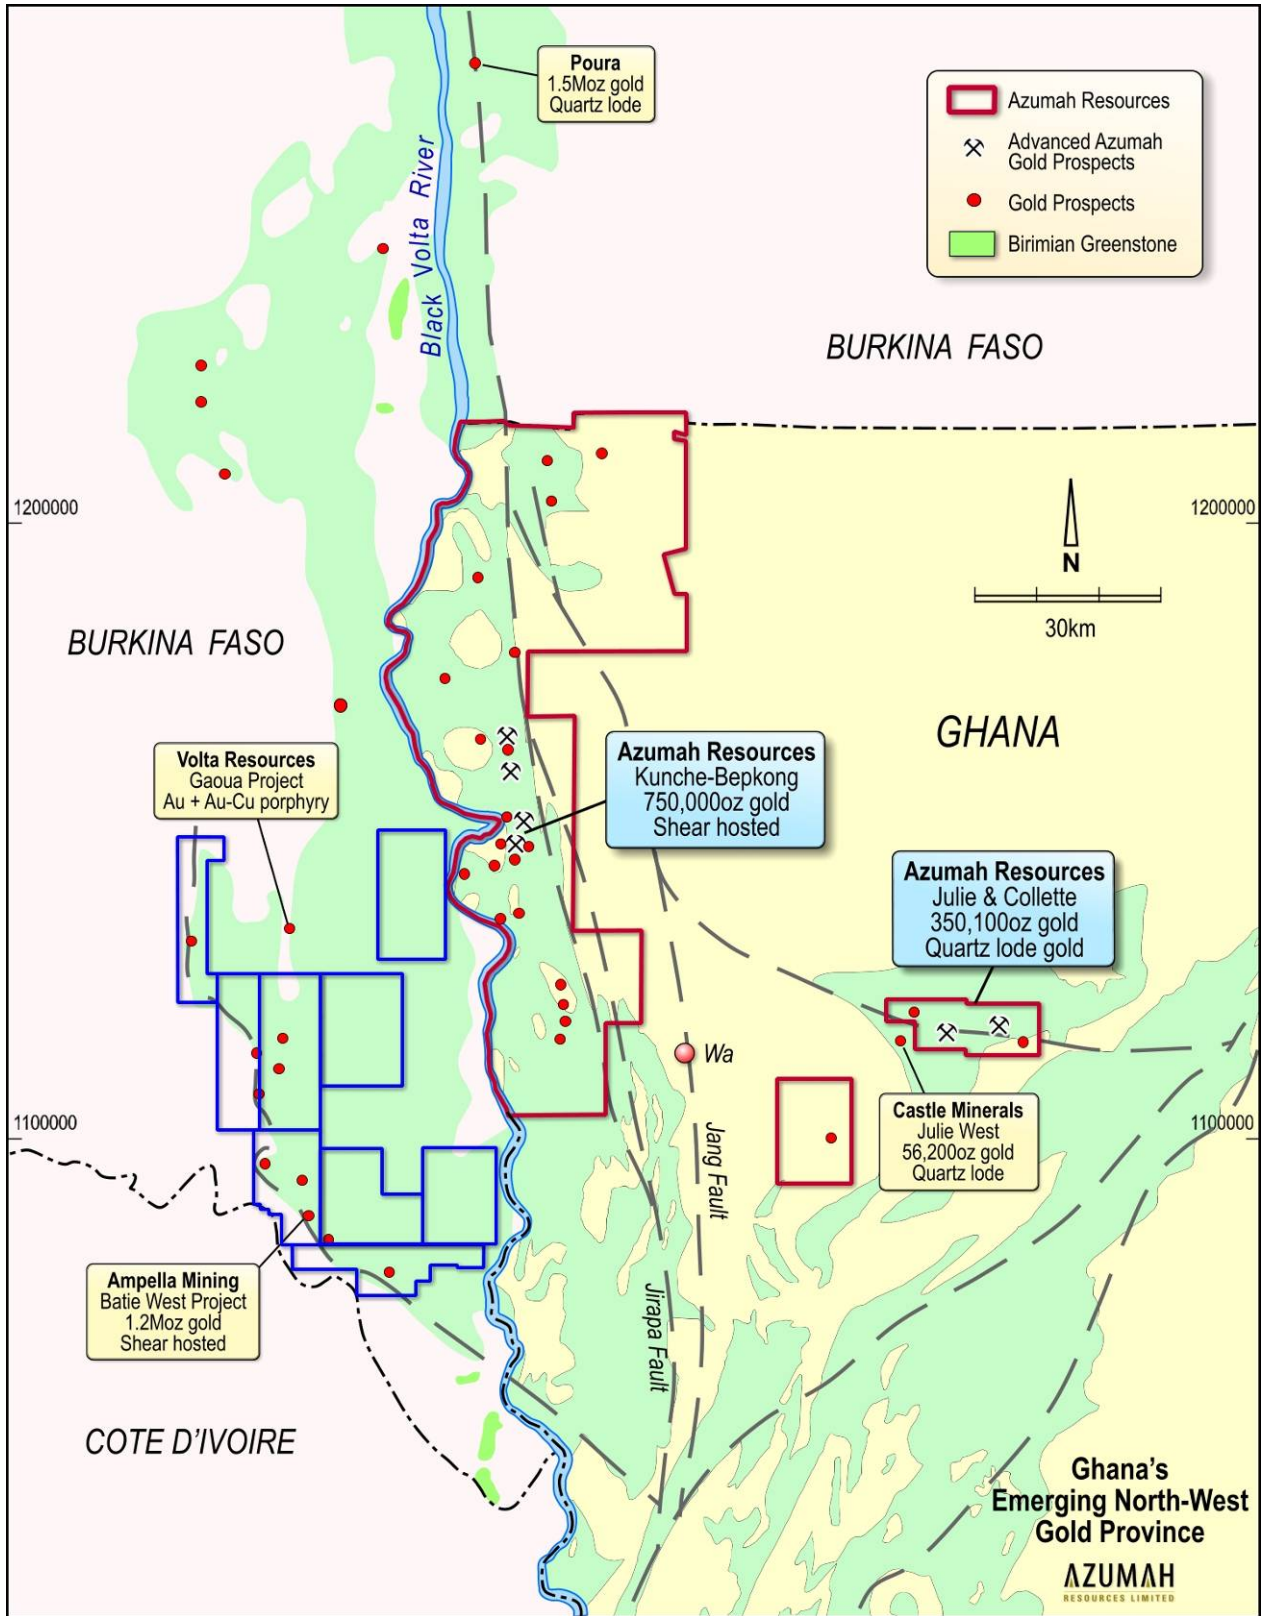 Poura
1.5Moz gold
Quartz lode
Azumah Resources
Advanced Azumah
Gold Prospects
Gold Prospects
Birimian Greenstone
Black Volta River
BURKINA FASO
1200000
1200000
N
30km
BURKINA FASO
GHANA
Volta Resources
Gaoua Project
Au + Au-Cu porphyry
Azumah Resources
Kunche-Bepkong
750,000oz gold
Shear hosted
Azumah Resources
Julie & Collette
350,100oz gold
Quartz lode gold
Wa
Castle Minerals
Julie West
56,200oz gold
Quartz lode
1100000
1100000
Jang Fault
Jirapa Fault
Ampella Mining
Batie West Project
1.2Moz gold
Shear hosted
COTE D'IVOIRE
Ghana's
Emerging North-West
Gold Province
AZUMAH
RESOURCES LIMITED